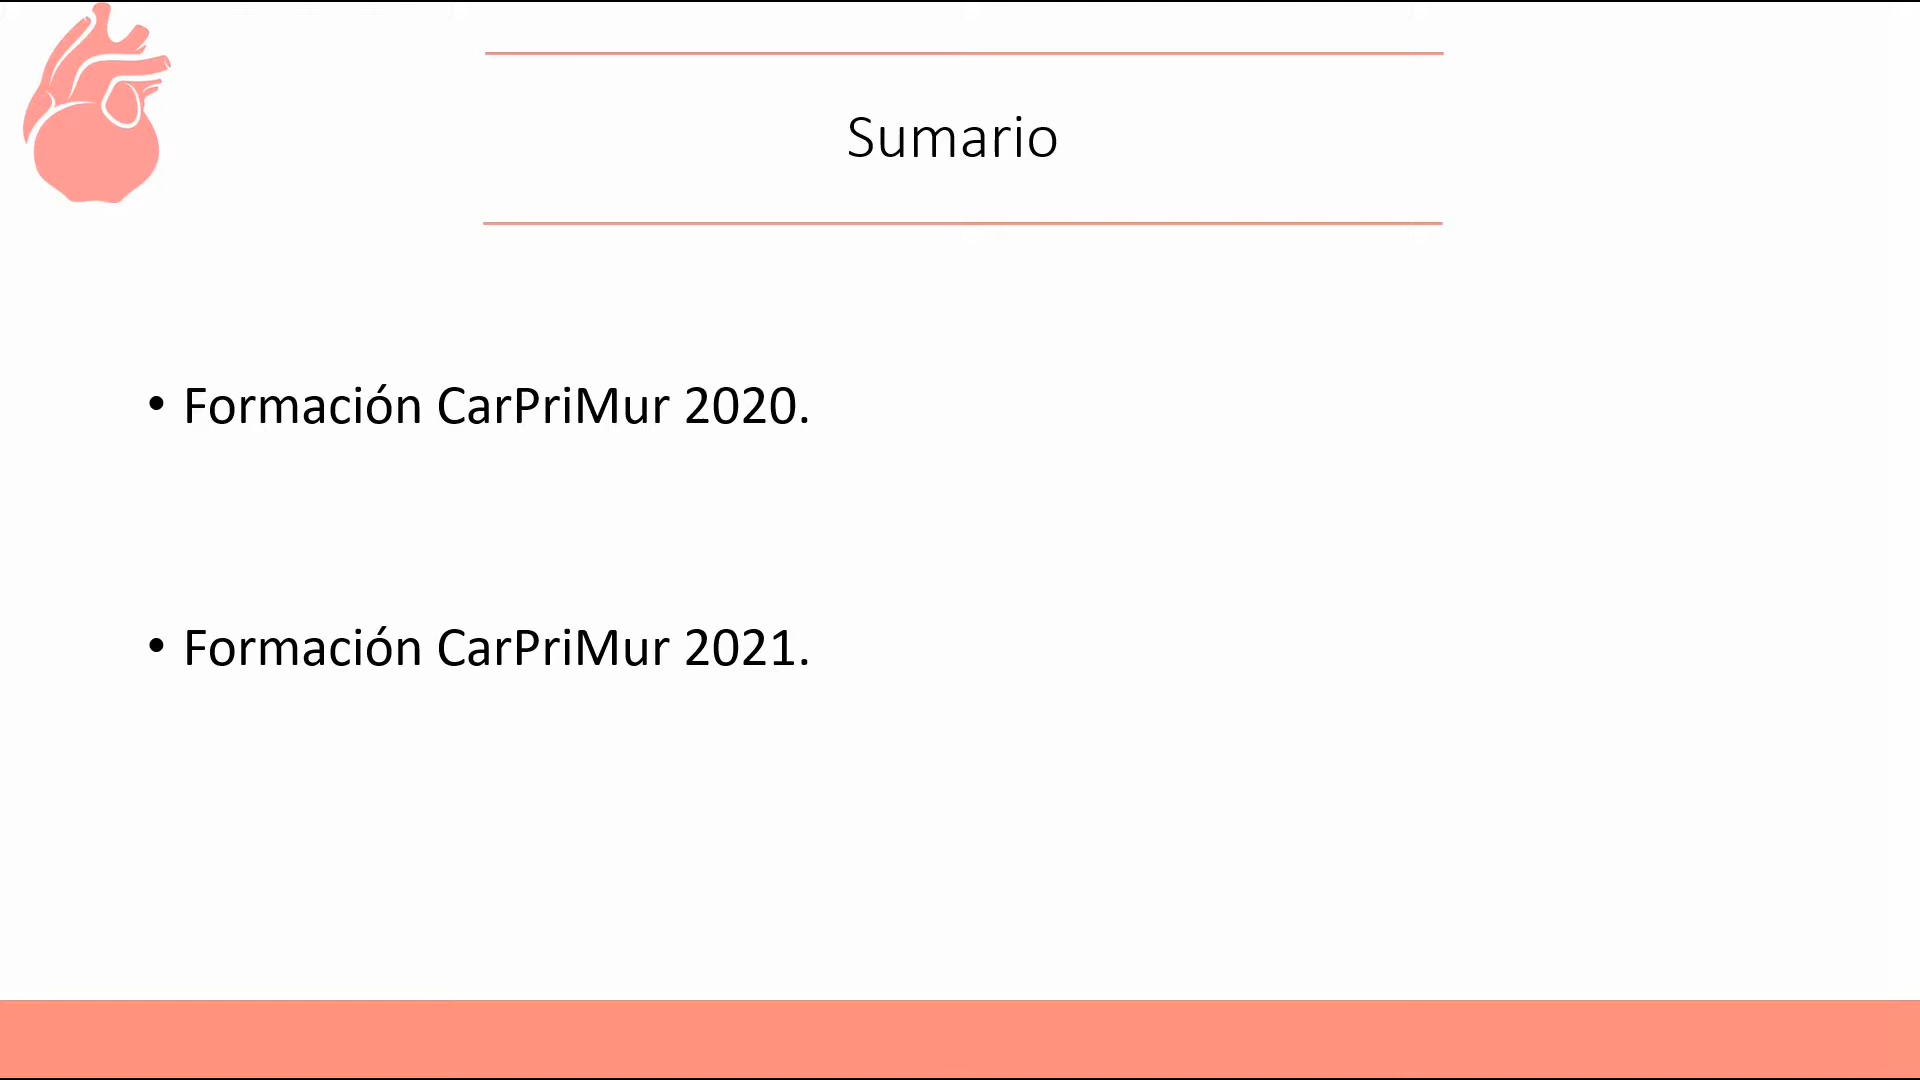 Sumario
• Formación CarPriMur 2020.
• Formación CarPriMur 2021.